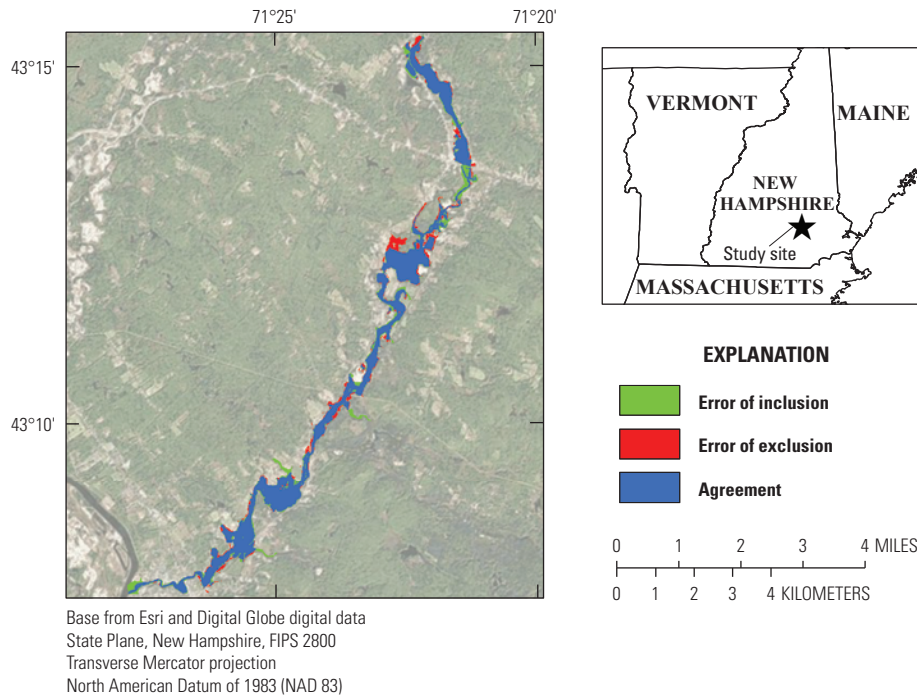 71°25' 71°20'
43°15'
43°10'
Base from Esri and Digital Globe digital data
State Plane, New Hampshire, FIPS 2800
Transverse Mercator projection
North American Datum of 1983 (NAD 83)
VERMONT
MAINE
NEW
HAMPSHIRE
Study site
MASSACHUSETTS
EXPLANATION
Error of inclusion
Error of exclusion
Agreement
0 1 2 3 4 MILES
0 1 2 3 4 KILOMETERS